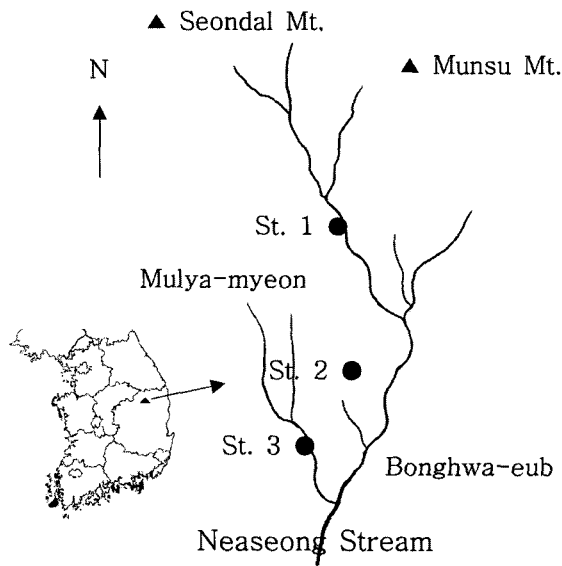 Seondal Mt.
N
Munsu Mt.
St. 1
Mulya-myeon
St. 2
St. 3
Bonghwa-eub
Neaseong Stream